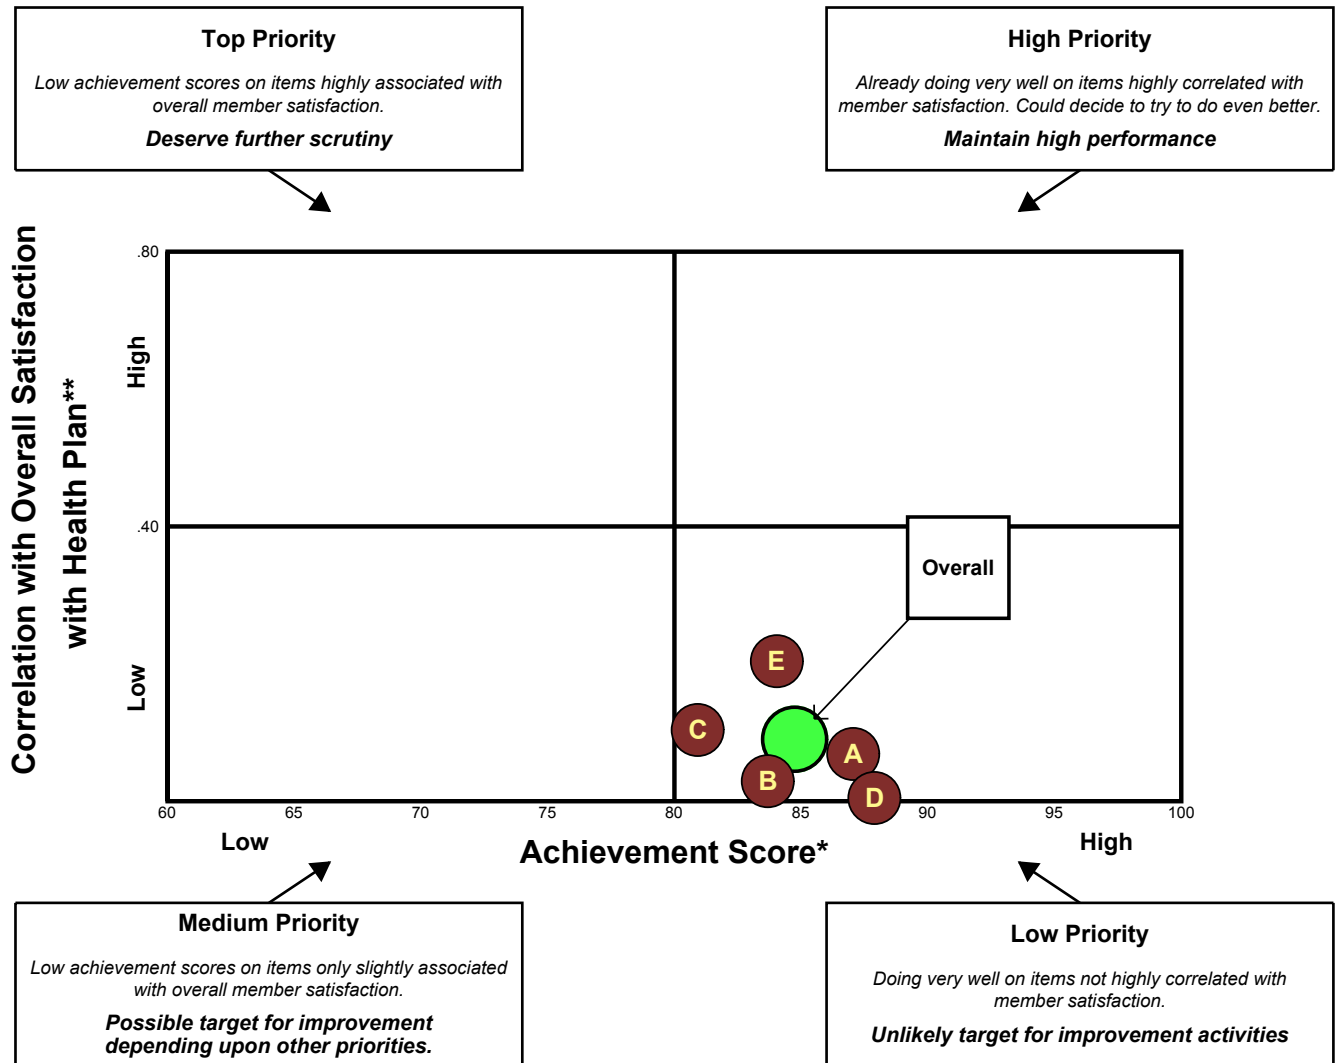 Top Priority
Low achievement scores on items highly associated with
overall member satisfaction.
Deserve further scrutiny
High Priority
Already doing very well on items highly correlated with
member satisfaction. Could decide to try to do even better.
Maintain high performance
Correlation with Overall Satisfaction
with Health Plan**
.80
High
.40
Low
Overall
E
C
A
B
D
60
65
70
75
80
85
90
95
100
Low
Achievement Score*
High
Medium Priority
Low achievement scores on items only slightly associated
with overall member satisfaction.
Possible target for improvement
depending upon other priorities.
Low Priority
Doing very well on items not highly correlated with
member satisfaction.
Unlikely target for improvement activities